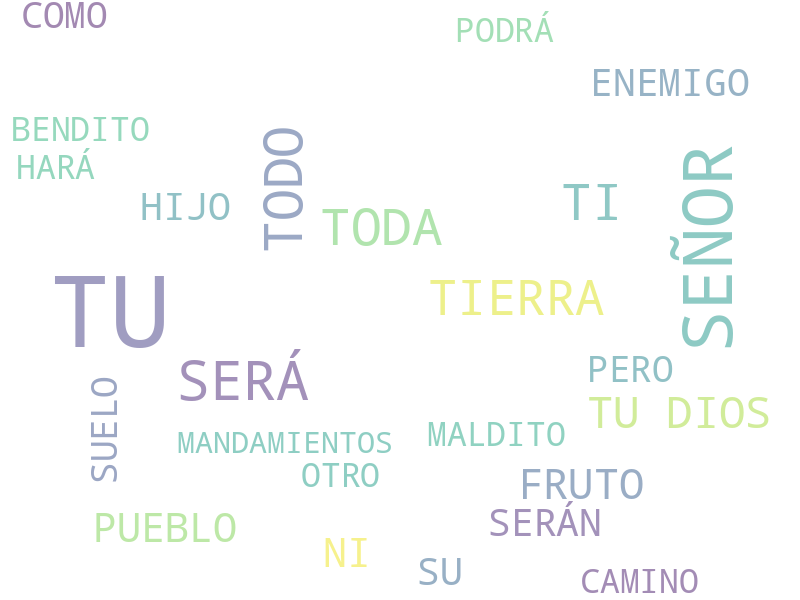 COMO
PODRÁ
ENEMIGO
BENDITO
HARÁ
TODO
SEÑOR
HIJO
TI
TODA
TU
TIERRA
SERÁ
PERO
SUELO
TU DIOS
MANDAMIENTOS
MALDITO
OTRO
FRUTO
SERÁN
PUEBLO
NI
SU
CAMINO